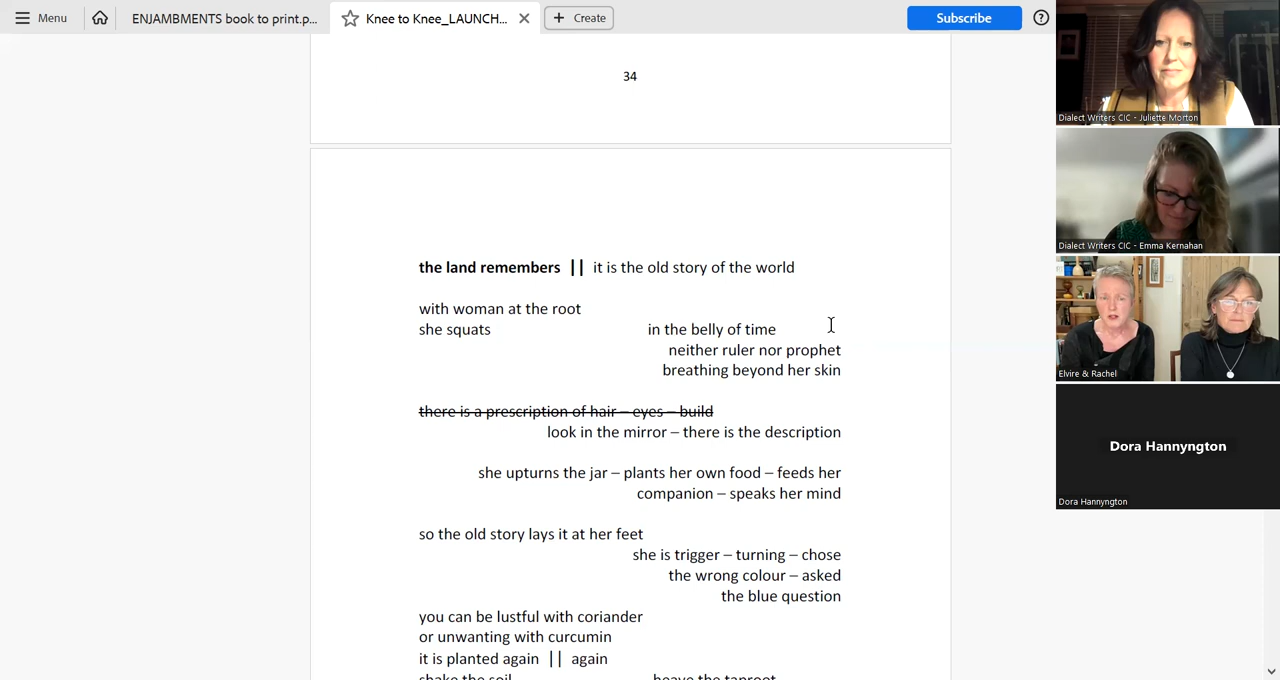 Menu ENJAMBMENTS book to print.p... Knee to Knee_LAUNCH... Create Subscribe
34
the land remembers || it is the old story of the world
with woman at the root
she squats in the belly of time
neither ruler nor prophet
breathing beyond her skin
there is a prescription of hair – eyes – build
look in the mirror – there is the description
she upturns the jar – plants her own food – feeds her
companion – speaks her mind
so the old story lays it at her feet
she is trigger – turning – chose
the wrong colour – asked
the blue question
you can be lustful with coriander
or unwanting with curcumin
it is planted again || again
shake the soil heave the taproot
Dialect Writers CIC - Juliette Morton
Dialect Writers CIC - Emma Kernahan
Elvire & Rachel
Dora Hannyngton
Dora Hannyngton